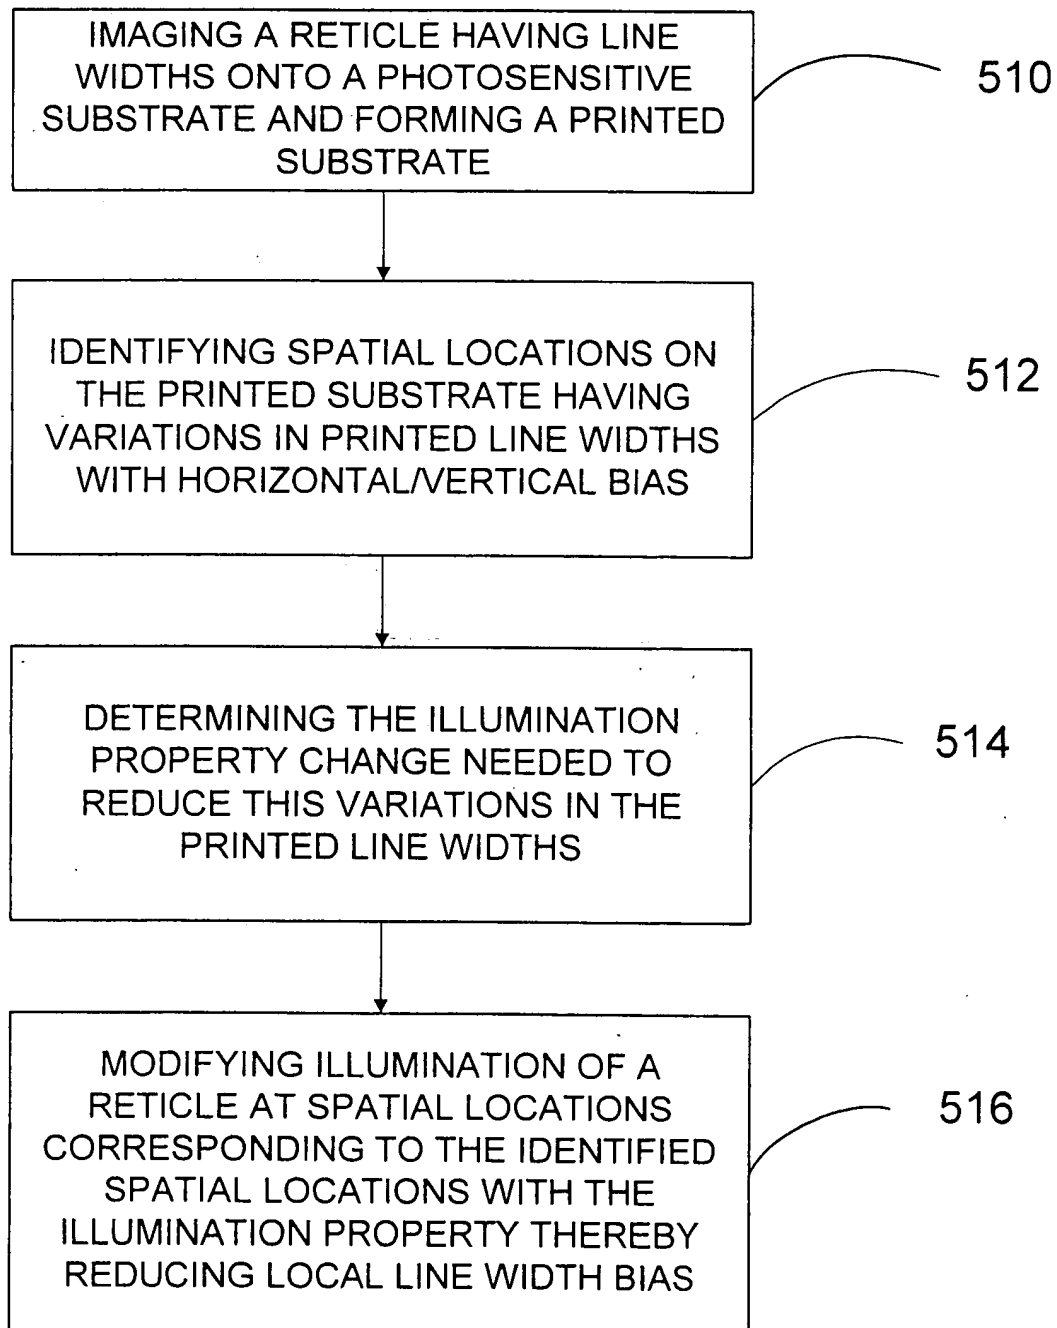 IMAGING A RETICLE HAVING LINE
WIDTHS ONTO A PHOTOSENSITIVE
SUBSTRATE AND FORMING A PRINTED
SUBSTRATE
510
IDENTIFYING SPATIAL LOCATIONS ON
THE PRINTED SUBSTRATE HAVING
VARIATIONS IN PRINTED LINE WIDTHS
WITH HORIZONTAL/VERTICAL BIAS
512
DETERMINING THE ILLUMINATION
PROPERTY CHANGE NEEDED TO
REDUCE THIS VARIATIONS IN THE
PRINTED LINE WIDTHS
514
MODIFYING ILLUMINATION OF A
RETICLE AT SPATIAL LOCATIONS
CORRESPONDING TO THE IDENTIFIED
SPATIAL LOCATIONS WITH THE
ILLUMINATION PROPERTY THEREBY
REDUCING LOCAL LINE WIDTH BIAS
516